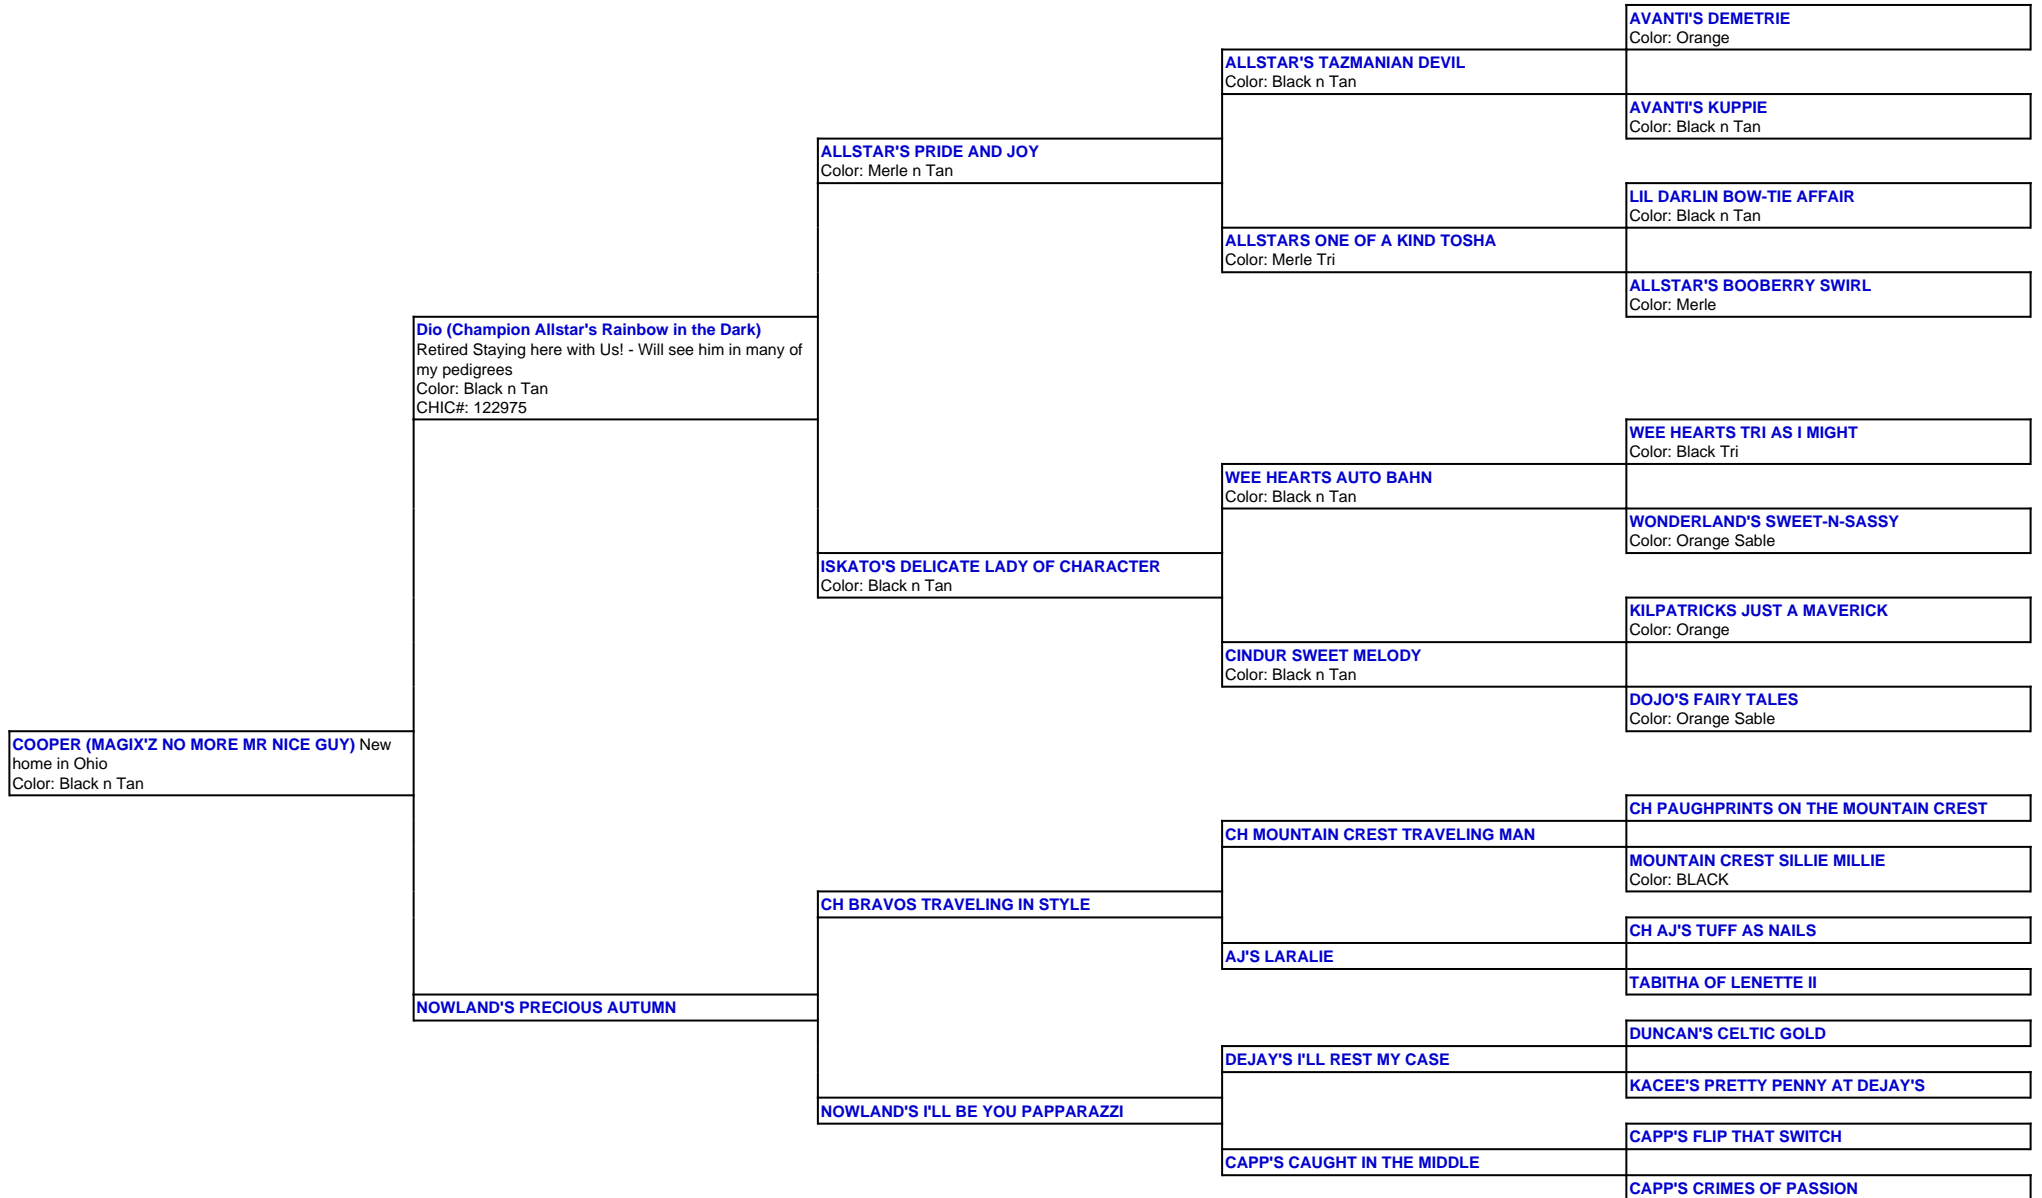 AVANTI'S DEMETRIE
Color: Orange
ALLSTAR'S TAZMANIAN DEVIL
Color: Black n Tan
AVANTI'S KUPPIE
Color: Black n Tan
ALLSTAR'S PRIDE AND JOY
Color: Merle n Tan
LIL DARLIN BOW-TIE AFFAIR
Color: Black n Tan
ALLSTARS ONE OF A KIND TOSHA
Color: Merle Tri
ALLSTAR'S BOOBERRY SWIRL
Color: Merle
Dio (Champion Allstar's Rainbow in the Dark)
Retired Staying here with Us! - Will see him in many of
my pedigrees
Color: Black n Tan
CHIC#: 122975
WEE HEARTS TRI AS I MIGHT
Color: Black Tri
WEE HEARTS AUTO BAHN
Color: Black n Tan
WONDERLAND'S SWEET-N-SASSY
Color: Orange Sable
ISKATO'S DELICATE LADY OF CHARACTER
Color: Black n Tan
KILPATRICKS JUST A MAVERICK
Color: Orange
CINDUR SWEET MELODY
Color: Black n Tan
DOJO'S FAIRY TALES
Color: Orange Sable
COOPER (MAGIX'Z NO MORE MR NICE GUY) New
home in Ohio
Color: Black n Tan
CH PAUGHPRINTS ON THE MOUNTAIN CREST
CH MOUNTAIN CREST TRAVELING MAN
MOUNTAIN CREST SILLIE MILLIE
Color: BLACK
CH BRAVOS TRAVELING IN STYLE
CH AJ'S TUFF AS NAILS
AJ'S LARALIE
TABITHA OF LENETTE II
NOWLAND'S PRECIOUS AUTUMN
DUNCAN'S CELTIC GOLD
DEJAY'S I'LL REST MY CASE
KACEE'S PRETTY PENNY AT DEJAY'S
NOWLAND'S I'LL BE YOU PAPPARAZZI
CAPP'S FLIP THAT SWITCH
CAPP'S CAUGHT IN THE MIDDLE
CAPP'S CRIMES OF PASSION